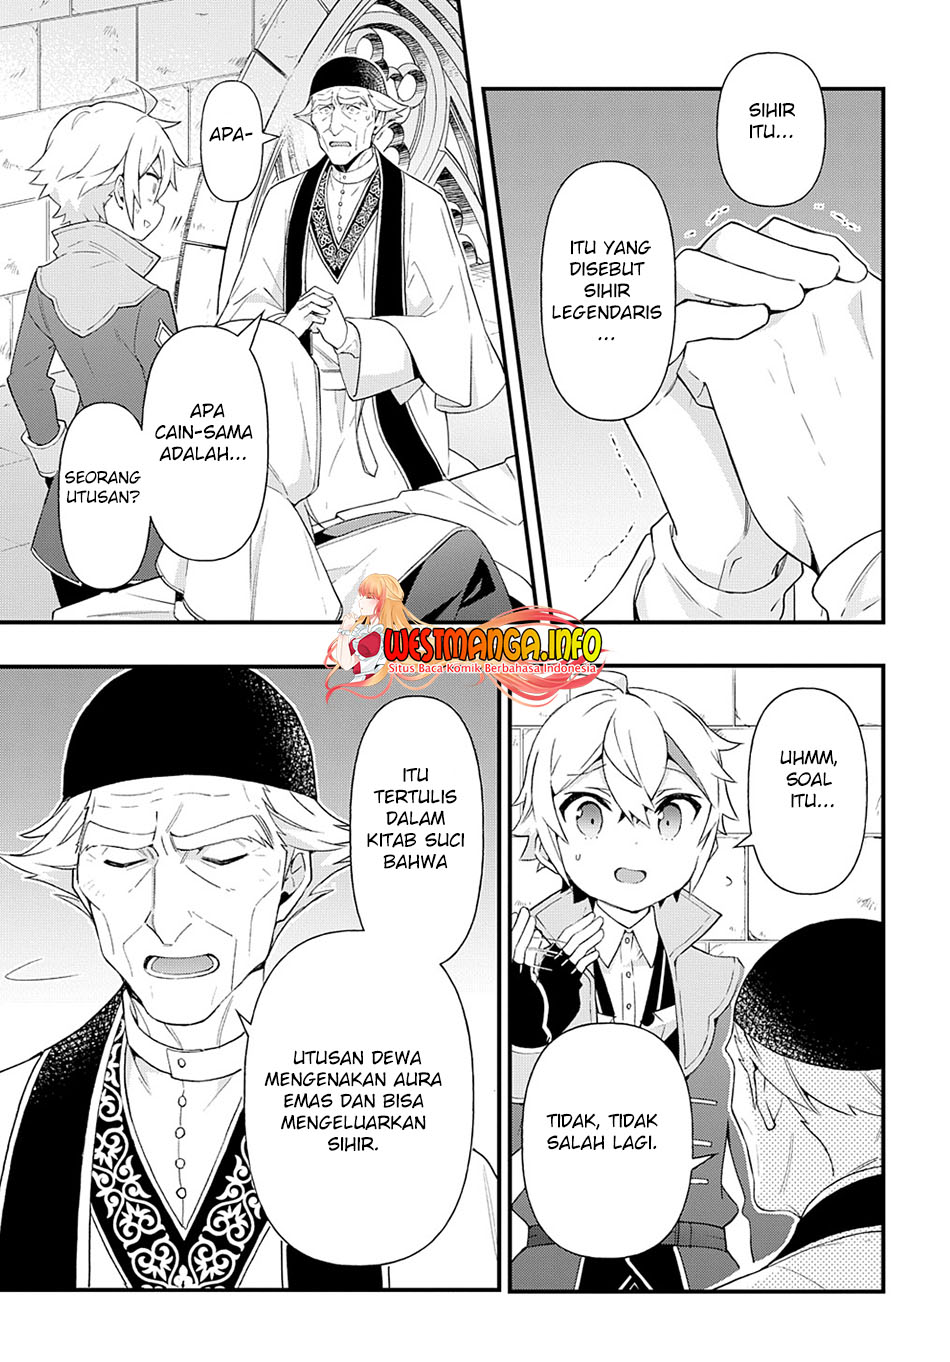 SIHIR
ITU...
ITU YANG
DISEBUT
SIHIR
LEGENDARIS
...
APA-
APA
CAIN-SAMA
ADALAH...
SEORANG
UTUSAN?
WESTMANGA.INFO
Situs Baca Komik Berbahasa Indonesia
UHMM,
SOAL
ITU...
TIDAK, TIDAK
SALAH LAGI.
ITU
TERTULIS
DALAM
KITAB SUCI
BAHWA
UTUSAN DEWA
MENGENAKAN AURA
EMAS DAN BISA
MENGELUARKAN
SIHIR.